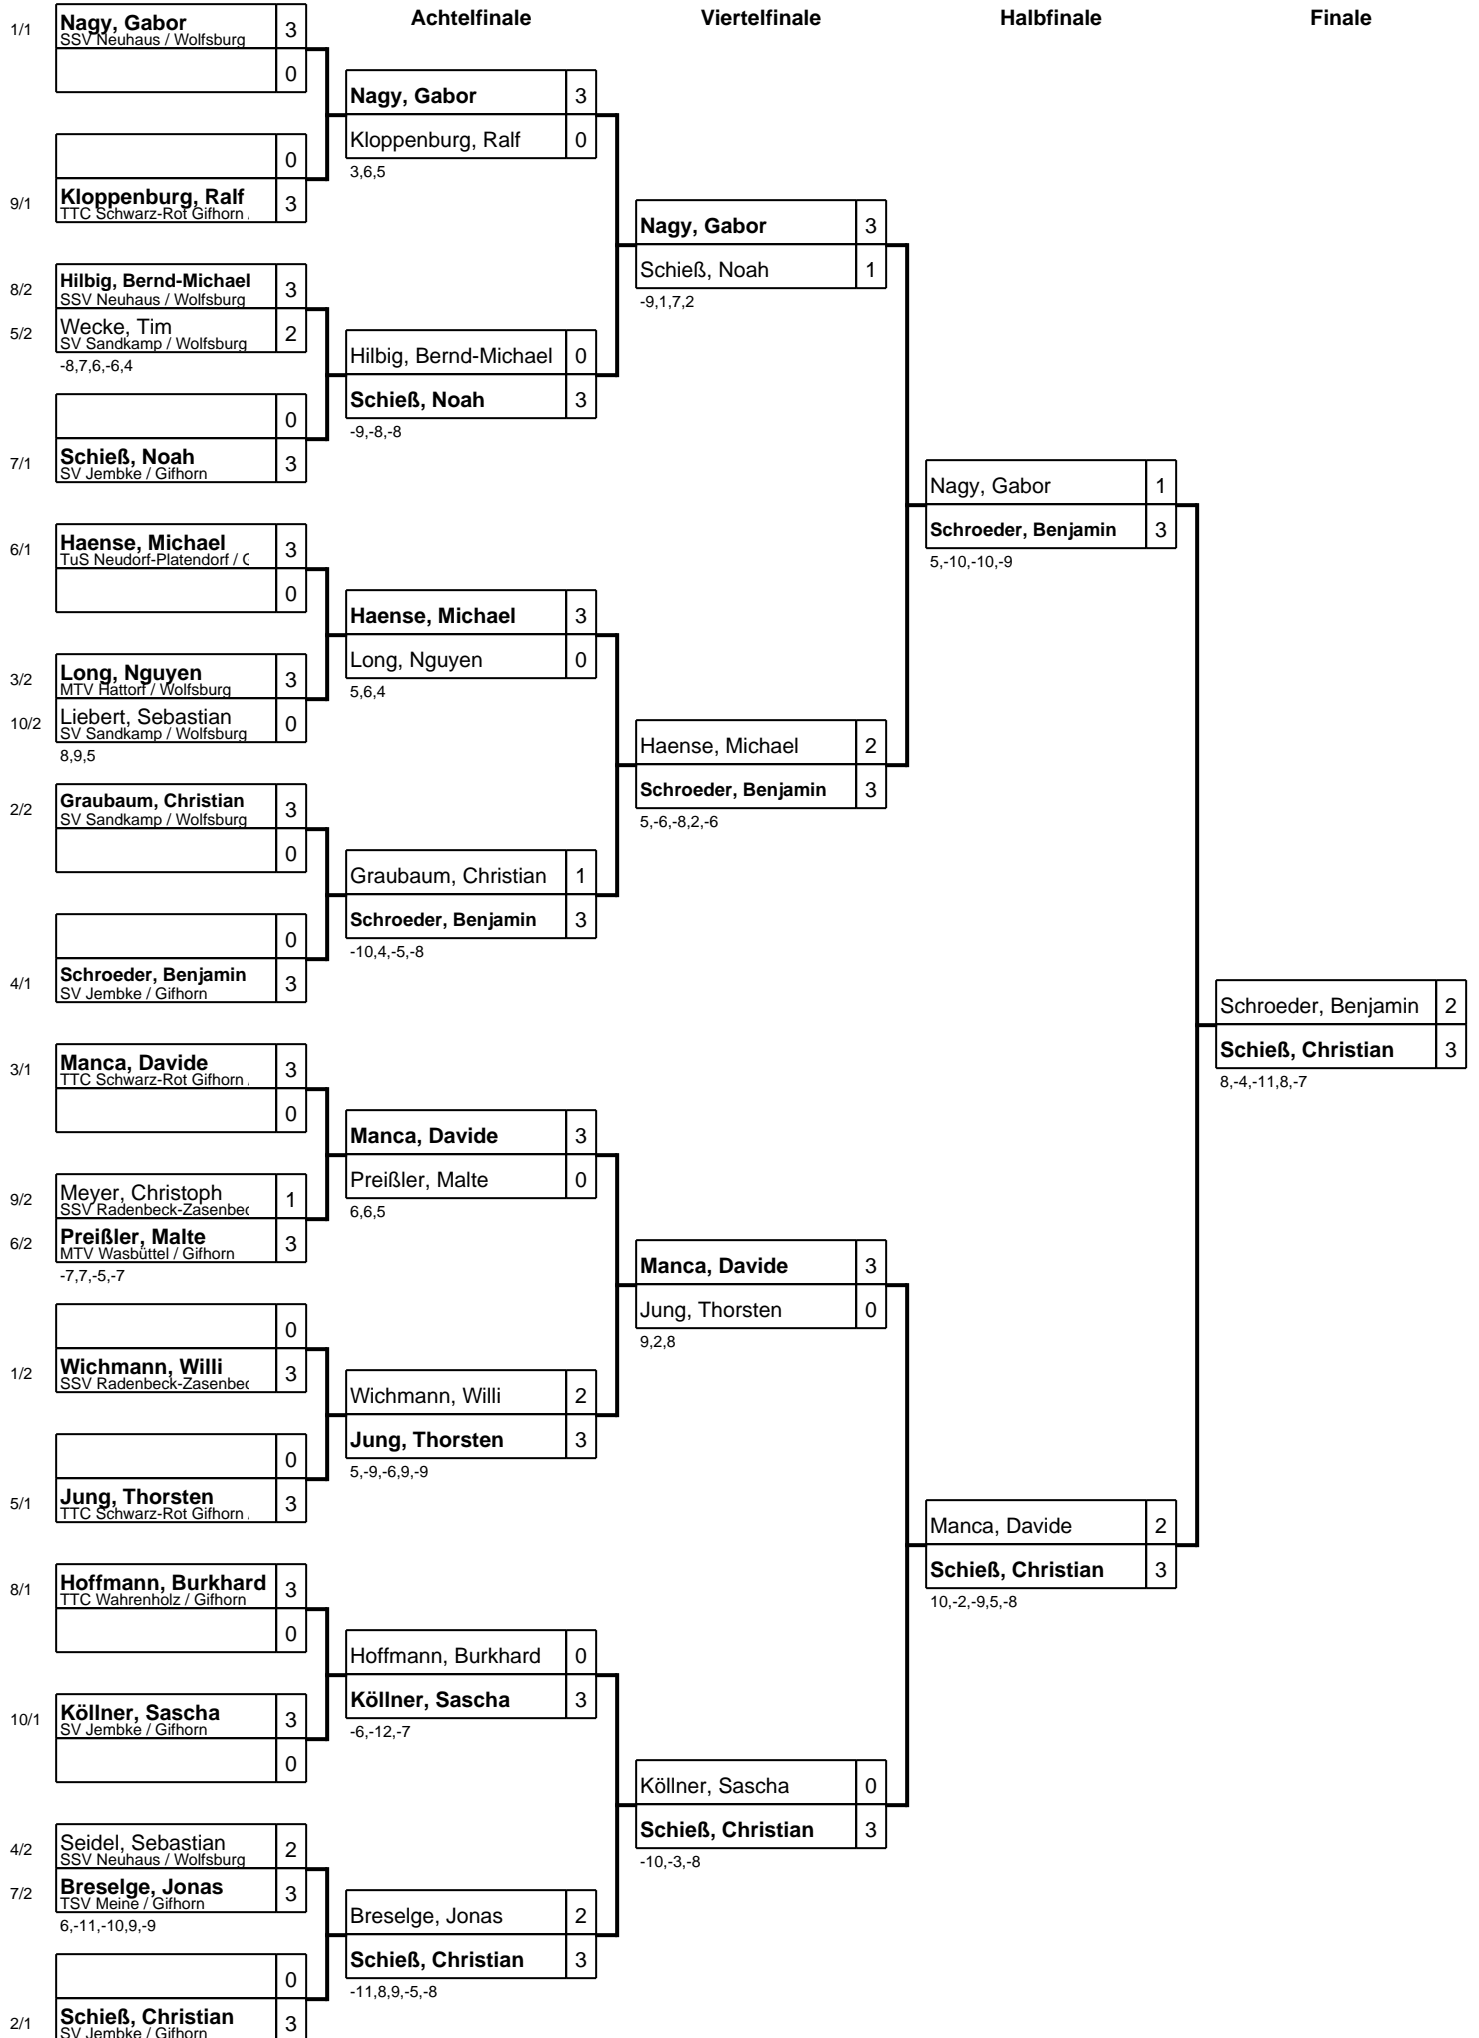 Achtelfinale
Viertelfinale
Halbfinale
Finale
1/1
Nagy, Gabor 3
SSV Neuhaus / Wolfsburg
0
0
9/1
Kloppenburg, Ralf 3
TTC Schwarz-Rot Gifhorn
8/2
Hilbig, Bernd-Michael 3
SSV Neuhaus / Wolfsburg
5/2
Wecke, Tim 2
SV Sandkamp / Wolfsburg
-8,7,6,-6,4
0
7/1
Schieß, Noah 3
SV Jembke / Gifhorn
6/1
Haense, Michael 3
TuS Neudorf-Platendorf /
0
3/2
Long, Nguyen 3
MTV Hattorf / Wolfsburg
10/2
Liebert, Sebastian 0
SV Sandkamp / Wolfsburg
8,9,5
2/2
Graubaum, Christian 3
SV Sandkamp / Wolfsburg
0
0
4/1
Schroeder, Benjamin 3
SV Jembke / Gifhorn
3/1
Manca, Davide 3
TTC Schwarz-Rot Gifhorn
0
9/2
Meyer, Christoph 1
SSV Radenbeck-Zasenbec
6/2
Preißler, Malte 3
MTV Wasbüttel / Gifhorn
-7,7,-5,-7
0
1/2
Wichmann, Willi 3
SSV Radenbeck-Zasenbec
0
5/1
Jung, Thorsten 3
TTC Schwarz-Rot Gifhorn
8/1
Hoffmann, Burkhard 3
TTC Wahrenholz / Gifhorn
0
10/1
Köllner, Sascha 3
SV Jembke / Gifhorn
0
4/2
Seidel, Sebastian 2
SSV Neuhaus / Wolfsburg
7/2
Breselge, Jonas 3
TSV Meine / Gifhorn
6,-11,-10,9,-9
0
2/1
Schieß, Christian 3
SV Jembke / Gifhorn
Nagy, Gabor 3
Kloppenburg, Ralf 0
3,6,5
Hilbig, Bernd-Michael 0
Schieß, Noah 3
-9,-8,-8
Haense, Michael 3
Long, Nguyen 0
5,6,4
Graubaum, Christian 1
Schroeder, Benjamin 3
-10,4,-5,-8
Manca, Davide 3
Preißler, Malte 0
6,6,5
Wichmann, Willi 2
Jung, Thorsten 3
5,-9,-6,9,-9
Hoffmann, Burkhard 0
Köllner, Sascha 3
-6,-12,-7
Breselge, Jonas 2
Schieß, Christian 3
-11,8,9,-5,-8
Nagy, Gabor 3
Schieß, Noah 1
-9,1,7,2
Haense, Michael 2
Schroeder, Benjamin 3
5,-6,-8,2,-6
Manca, Davide 3
Jung, Thorsten 0
9,2,8
Köllner, Sascha 0
Schieß, Christian 3
-10,-3,-8
Nagy, Gabor 1
Schroeder, Benjamin 3
5,-10,-10,-9
Manca, Davide 2
Schieß, Christian 3
10,-2,-9,5,-8
Schroeder, Benjamin 2
Schieß, Christian 3
8,-4,-11,8,-7